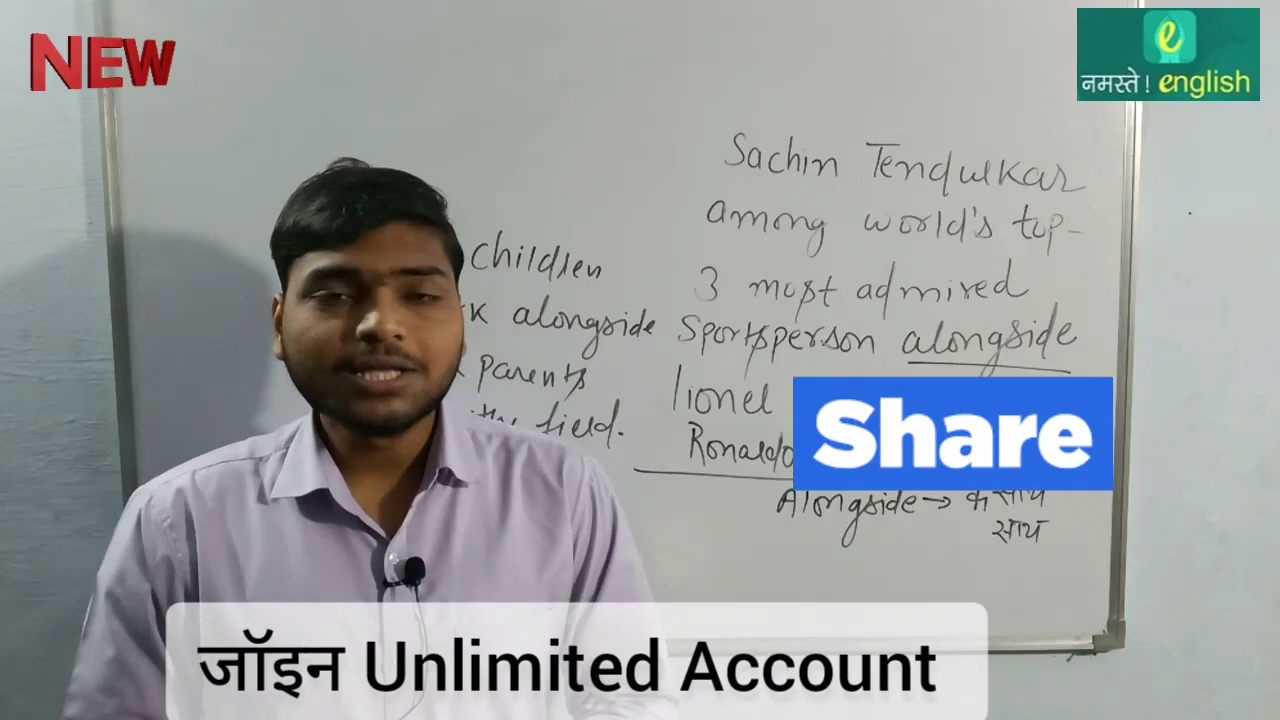 NEW
e
नमस्ते! english
Sachin Tendulkar
among world's top-
3 most admired
Sportsperson alongside
lionel
Ronaldo
Alongside → के साथ
साथ
children
alongside
parents
field.
Share
जॉइन Unlimited Account